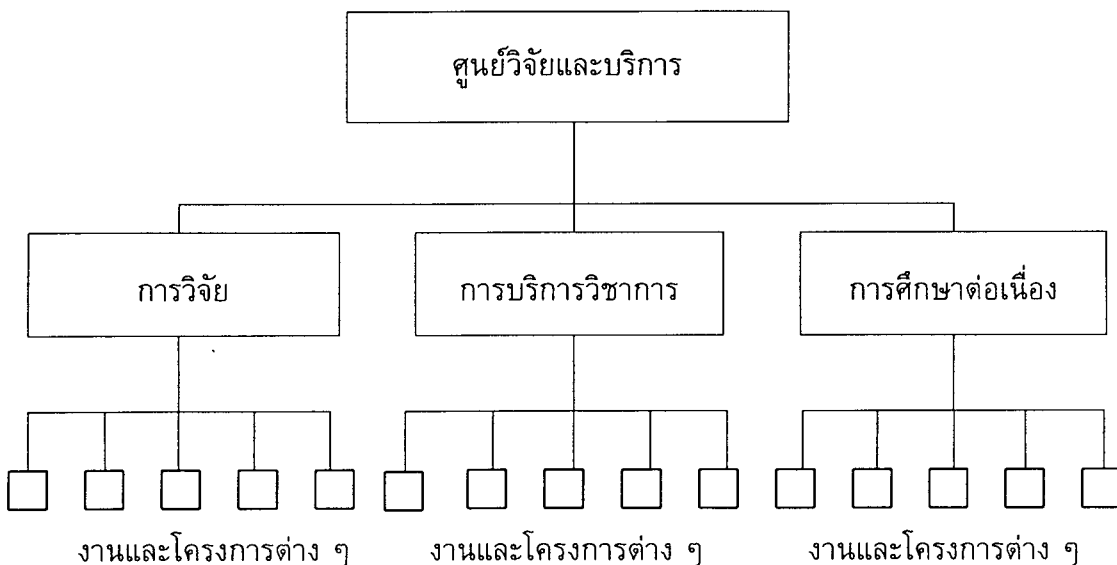 ศูนย์วิจัยและบริการ
การวิจัย
การบริการวิชาการ
การศึกษาต่อเนื่อง
งานและโครงการต่าง ๆ
งานและโครงการต่าง ๆ
งานและโครงการต่าง ๆ